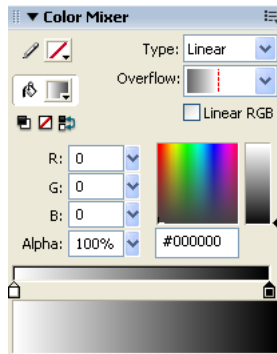 Color Mixer
Type: Linear
Overflow:
Linear RGB
R: 0
G: 0
B: 0
Alpha: 100% #000000